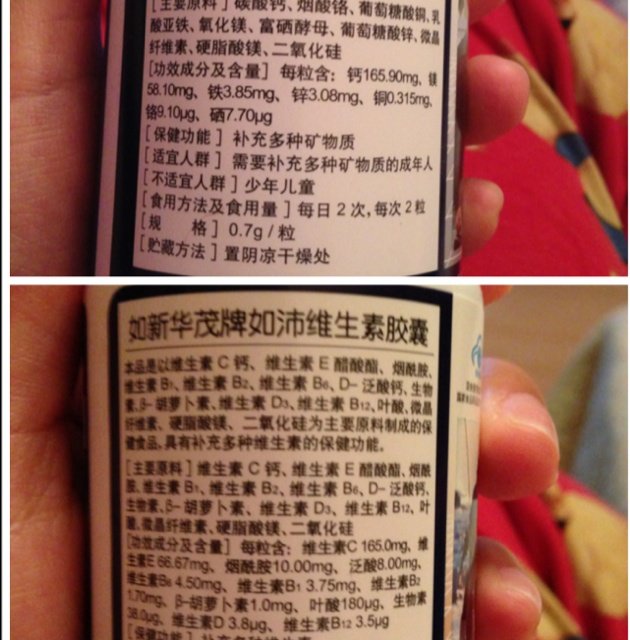 [主要原料] 碳酸钙、烟酸铬、葡萄糖酸铜、乳
酸亚铁、氧化镁、富硒酵母、葡萄糖酸锌、微晶
纤维素、硬脂酸镁、二氧化硅
[功效成分及含量] 每粒含：钙165.90mg、镁
58.10mg、铁3.85mg、锌3.08mg、铜0.315mg、
铬9.10μg、硒7.70μg
[保健功能] 补充多种矿物质
[适宜人群] 需要补充多种矿物质的成年人
[不适宜人群] 少年儿童
[食用方法及食用量] 每日2次，每次2粒
[规 格] 0.7g/粒
[贮藏方法] 置阴凉干燥处
如新华茂牌如沛维生素胶囊
本品是以维生素C钙、维生素E醋酸酯、烟酰胺、
维生素B1、维生素B2、维生素B6、D-泛酸钙、生物
素、β-胡萝卜素、维生素D3、维生素B12、叶酸、微晶
纤维素、硬脂酸镁、二氧化硅为主要原料制成的保
健食品，具有补充多种维生素的保健功能。
[主要原料] 维生素C钙、维生素E醋酸酯、烟酰
胺、维生素B1、维生素B2、维生素B6、D-泛酸钙、
生物素、β-胡萝卜素、维生素D3、维生素B12、叶
酸、微晶纤维素、硬脂酸镁、二氧化硅
[功效成分及含量] 每粒含：维生素C 165.0mg、维
生素E 66.67mg、烟酰胺10.00mg、泛酸8.00mg、
维生素B6 4.50mg、维生素B1 3.75mg、维生素B2
1.70mg、β-胡萝卜素1.0mg、叶酸180μg、生物素
38.0μg、维生素D 3.8μg、维生素B12 3.5μg
[保健功能] 补充多种维生素